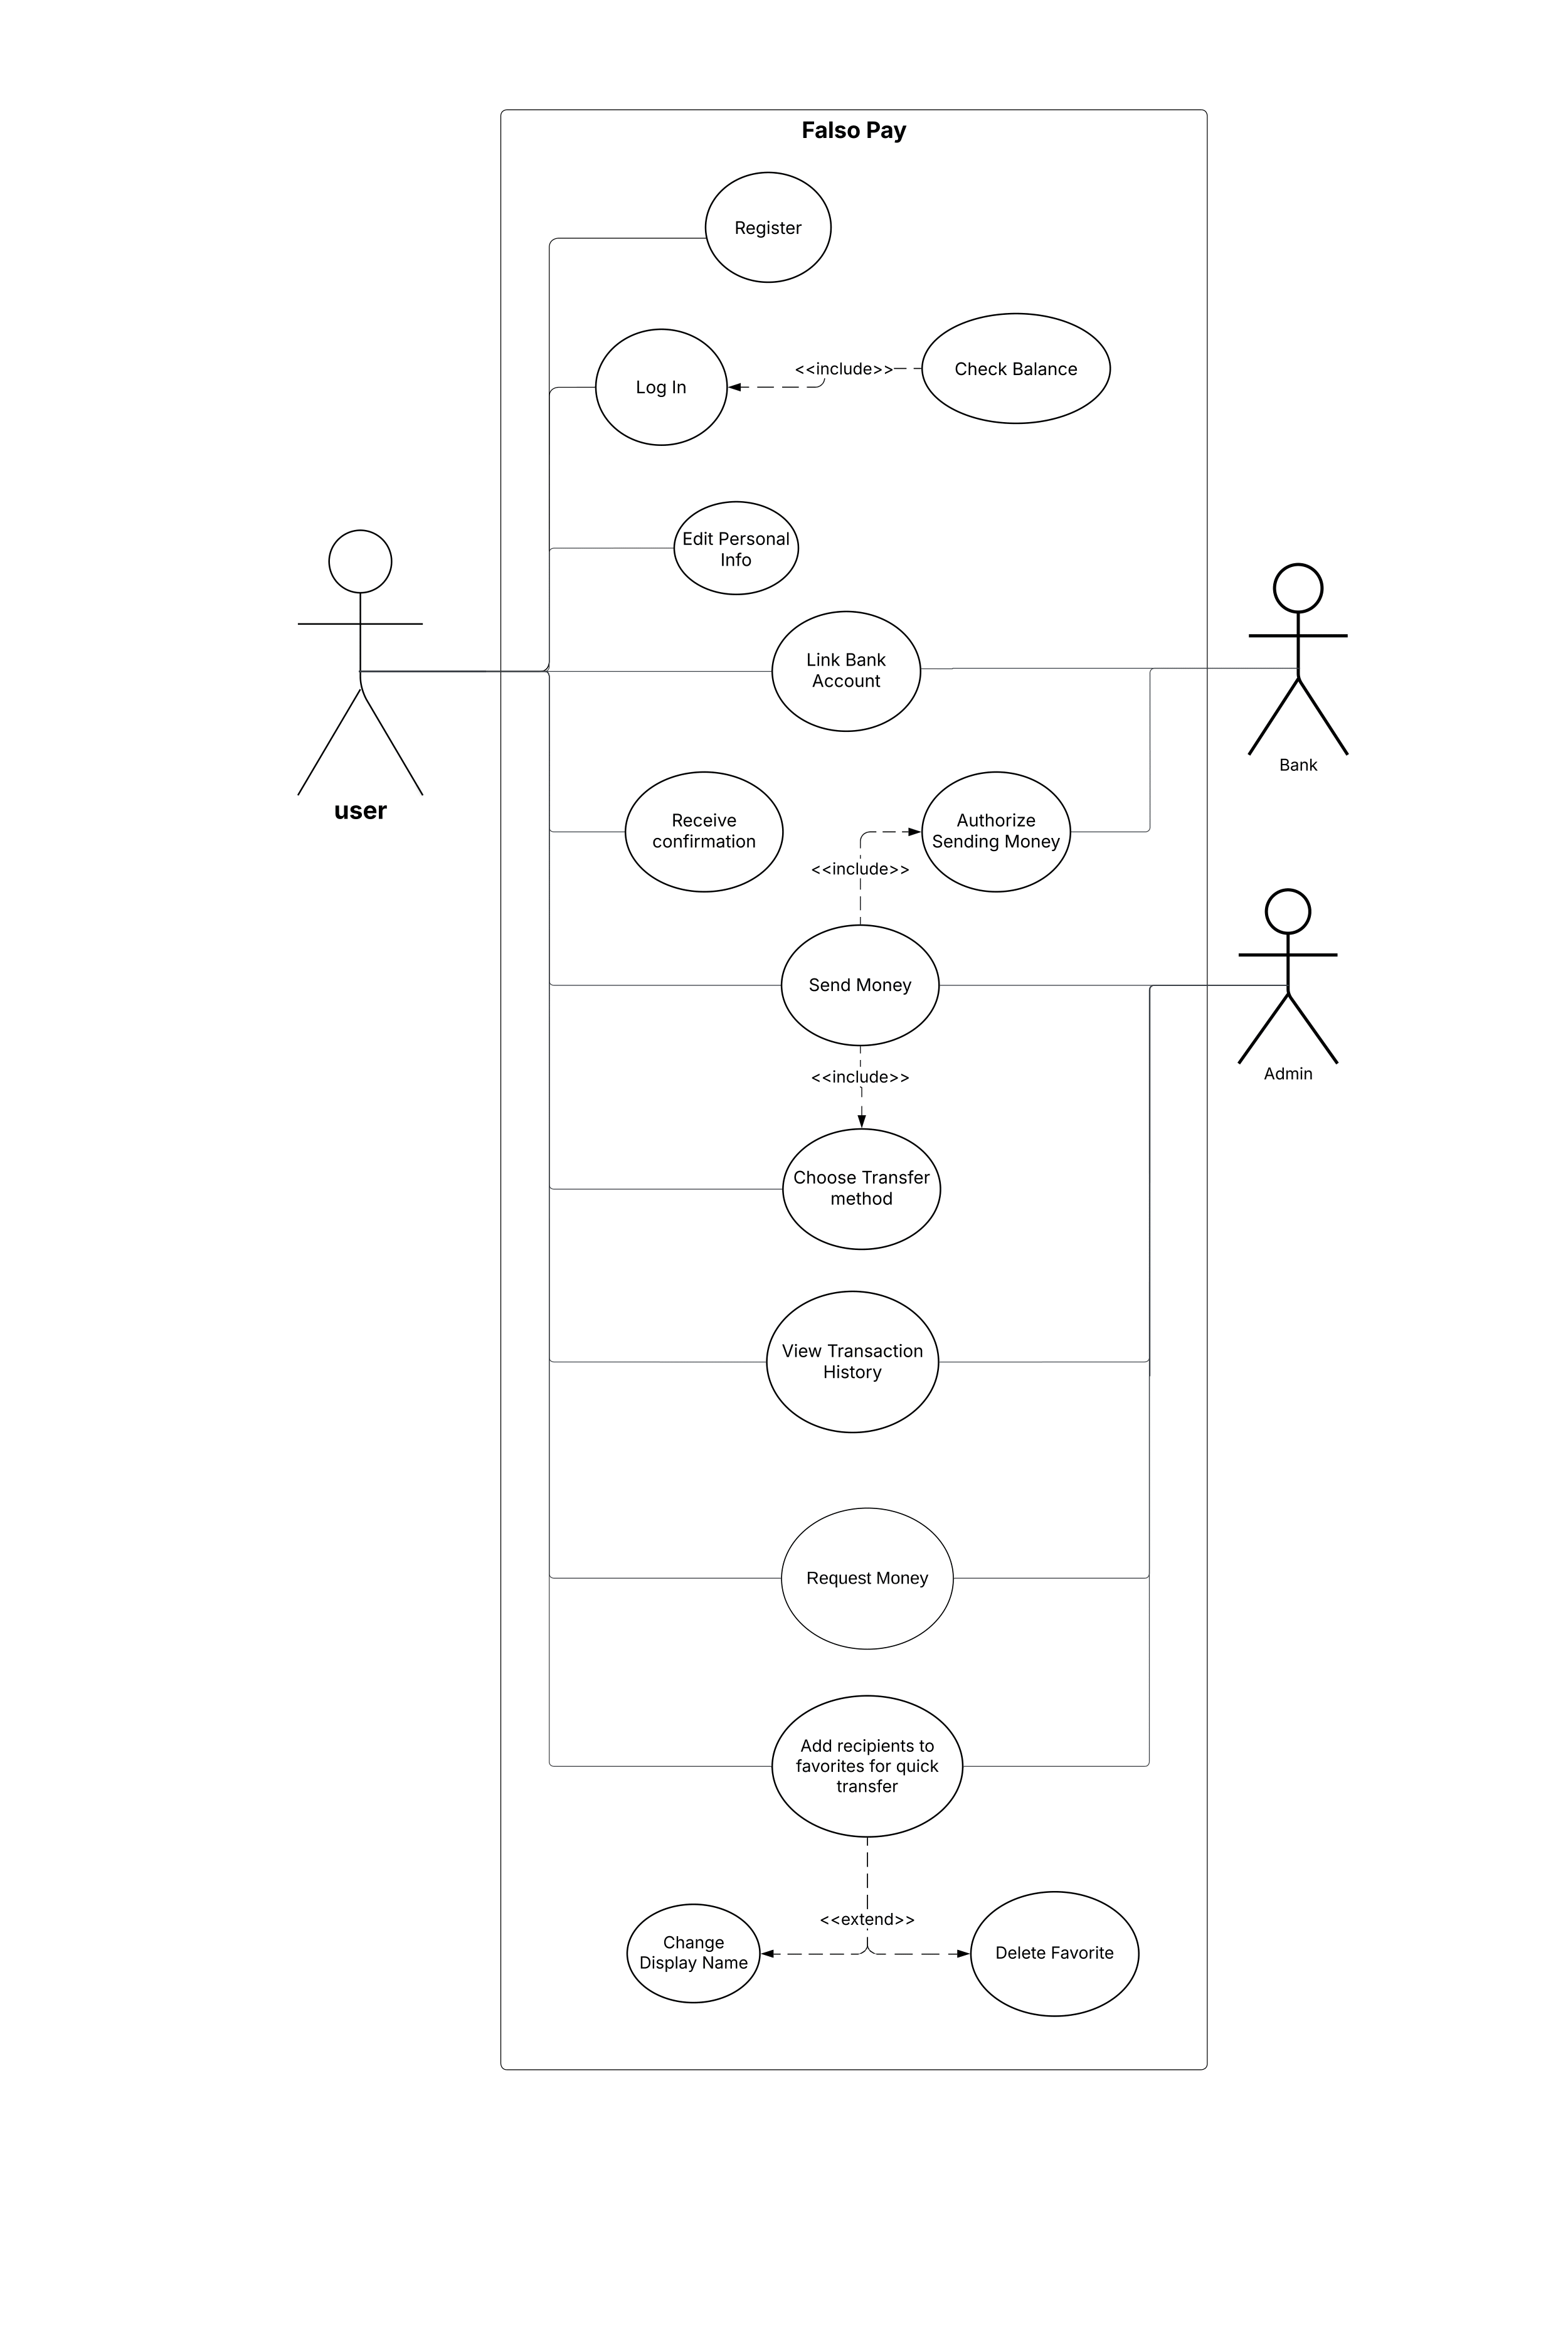 Falso Pay
Register
<<include>>
Check Balance
Log In
Edit Personal
Info
Link Bank
Account
Bank
user
Receive
confirmation
Authorize
Sending Money
<<include>>
Send Money
Admin
<<include>>
Choose Transfer
method
View Transaction
History
Request Money
Add recipients to
favorites for quick
transfer
<<extend>>
Change
Display Name
Delete Favorite